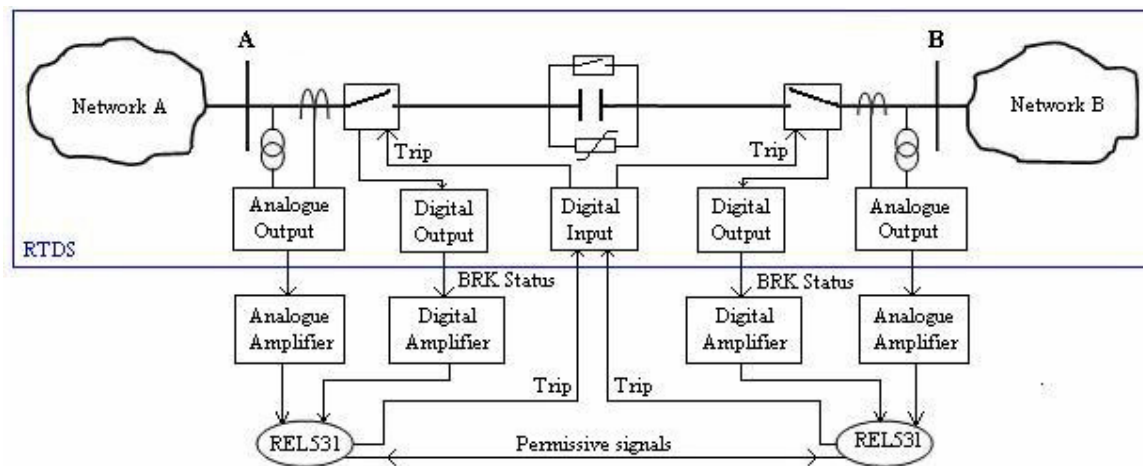 A
B
Network A
Network B
Trip
Trip
Analogue
Output
Digital
Output
Digital
Input
Digital
Output
Analogue
Output
RTDS
BRK Status
BRK Status
Analogue
Amplifier
Digital
Amplifier
Digital
Amplifier
Analogue
Amplifier
Trip
Trip
REL531
Permissive signals
REL531